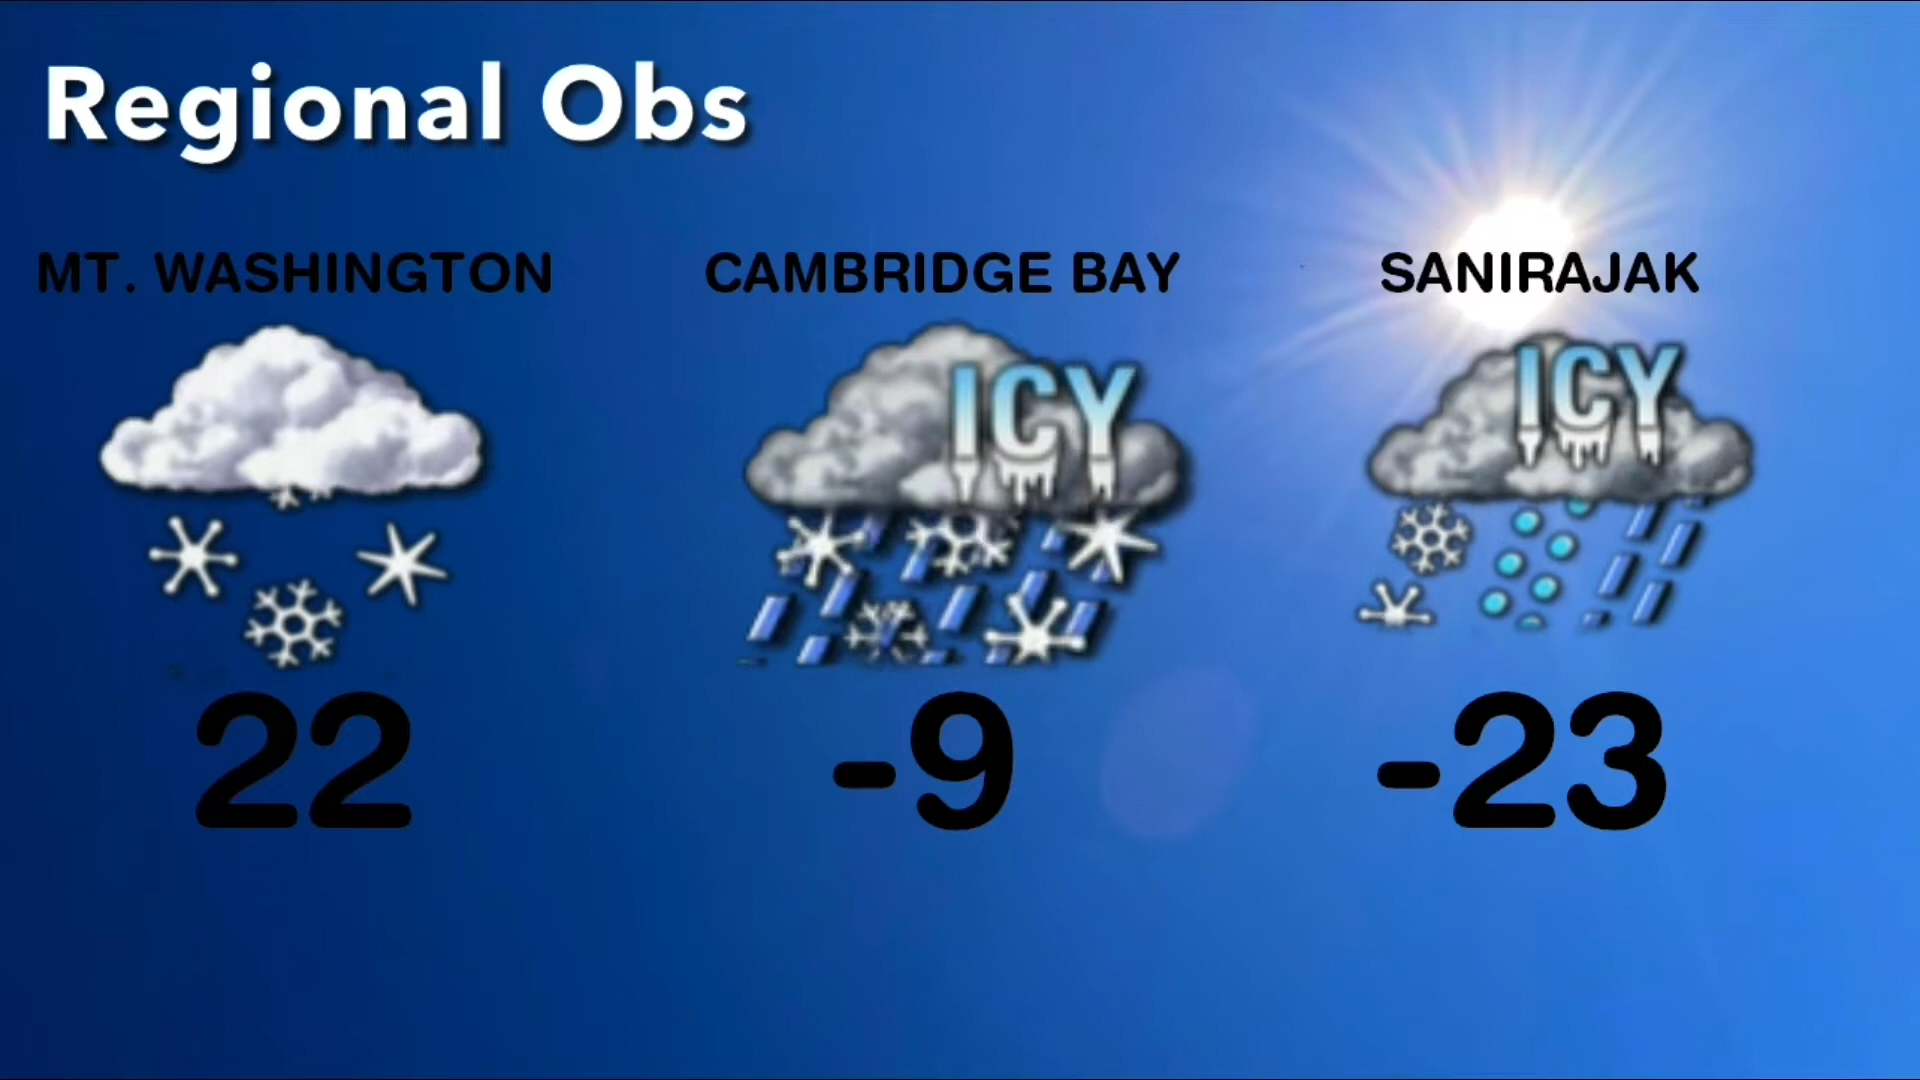 Regional Obs
MT. WASHINGTON
CAMBRIDGE BAY
SANIRAJAK
ICY
ICY
22
-9
-23